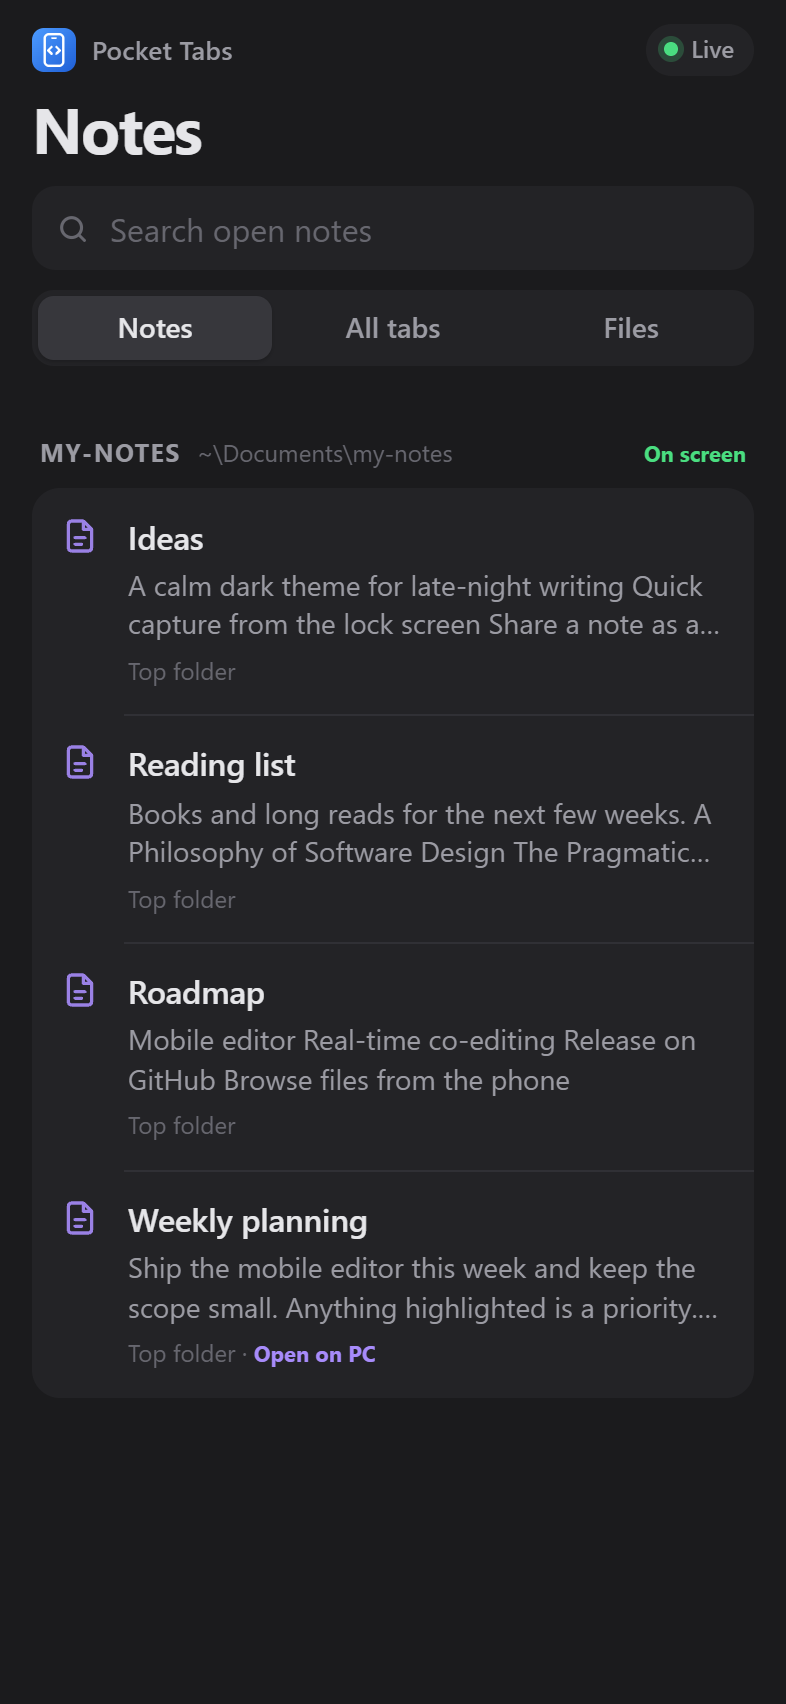 Pocket Tabs
Live
Notes
Search open notes
Notes
All tabs
Files
MY-NOTES ~\Documents\my-notes
On screen
Ideas
A calm dark theme for late-night writing Quick
capture from the lock screen Share a note as a...
Top folder
Reading list
Books and long reads for the next few weeks. A
Philosophy of Software Design The Pragmatic...
Top folder
Roadmap
Mobile editor Real-time co-editing Release on
GitHub Browse files from the phone
Top folder
Weekly planning
Ship the mobile editor this week and keep the
scope small. Anything highlighted is a priority....
Top folder · Open on PC